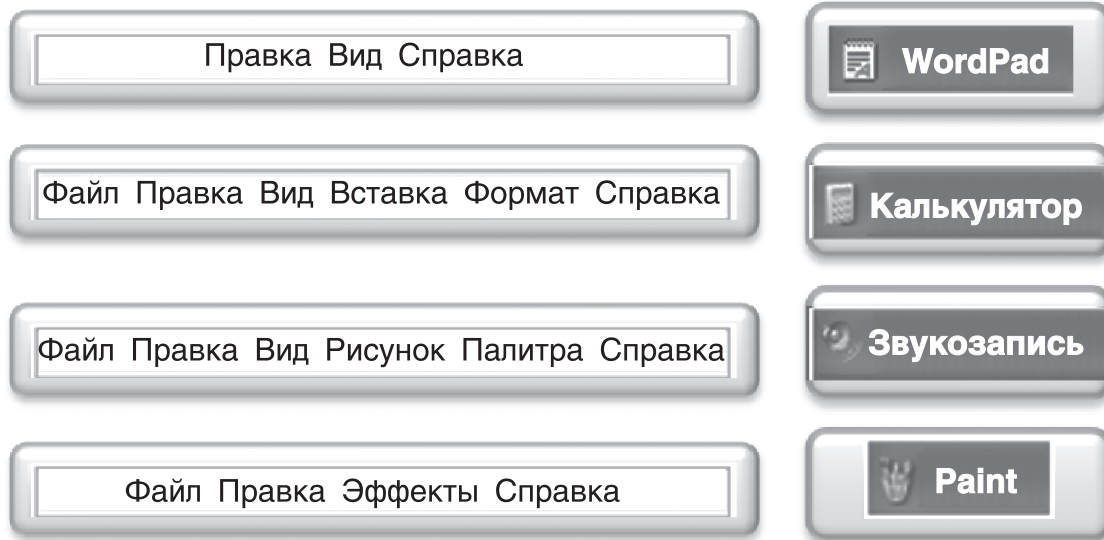 Правка Вид Справка
WordPad
Файл Правка Вид Вставка Формат Справка
Калькулятор
Файл Правка Вид Рисунок Палитра Справка
Звукозапись
Файл Правка Эффекты Справка
Paint